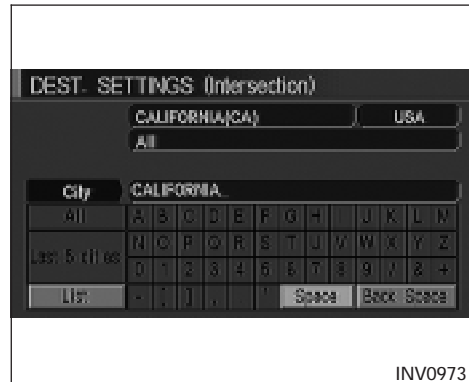 DEST. SETTINGS (Intersection)
CALIFORNIA(CA) USA
All
City CALIFORNIA_
All A B C D E F G H I J K L M
Last 5 cities N O P Q R S T U V W X Y Z
0 1 2 3 4 5 6 7 8 9 / & +
List - [ ] , . ' Space Back Space
INV0973